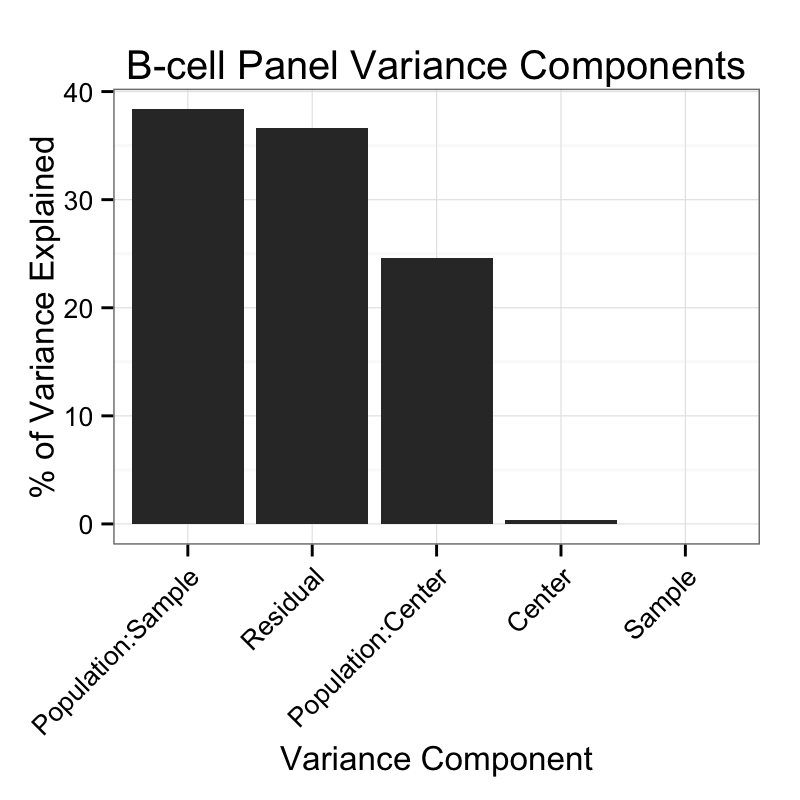 B-cell Panel Variance Components
% of Variance Explained
40
30
20
10
0
Population:Sample
Residual
Population:Center
Center
Sample
Variance Component